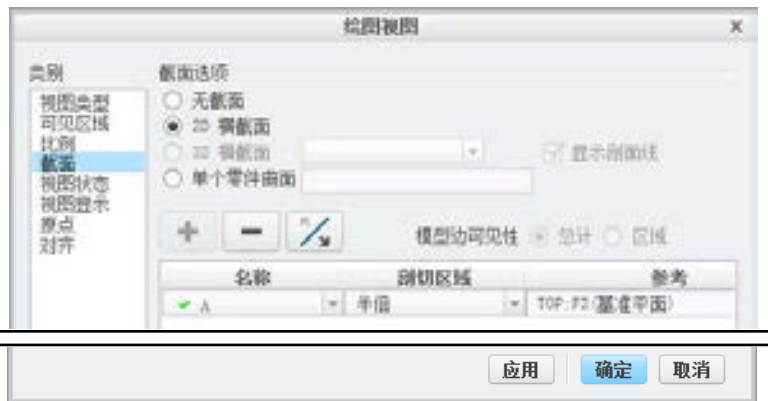 绘图视图
类别
视图类型
可见区域
比例
截面
视图状态
视图显示
原点
对齐
截面选项
无截面
2D 横截面
3D 横截面
显示剖面线
单个零件曲面
模型边可见性
总计
区域
名称
剖切区域
参考
A
半倍
TOP:F2(基准平面)
应用
确定
取消